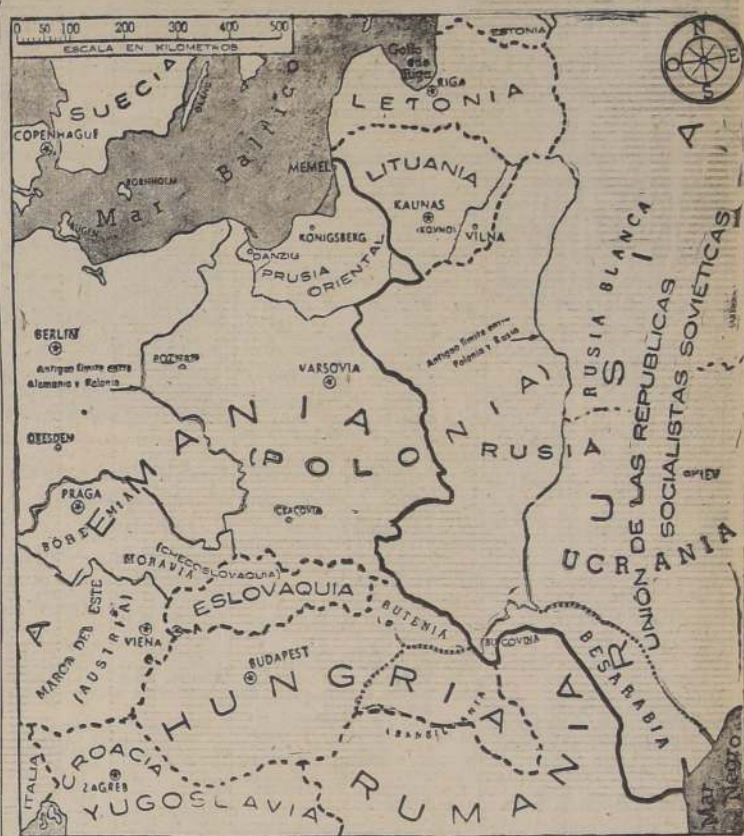 0 50 100 200 300 400 500
ESCALA EN KILOMETROS
N
E
S
O
SUECIA
COPENHAGUE
BORNHOLM
Mar Baltico
Golfo de Riga
ESTONIA
RIGA
LETONIA
MEMEL
LITUANIA
KAUNAS
(KOVNO)
VILNA
KÖNIGSBERG
DANZIG
PRUSIA ORIENTAL
BERLIN
Antiguo limite entre
Alemania y Polonia
POZNAN
VARSOVIA
Antiguo limite entre
Polonia y Rusia
DRESDEN
ALEMANIA
(POLONIA)
RUSIA
RUSIA BLANCA
U R S
UNIÓN DE LAS REPUBLICAS
SOCIALISTAS SOVIÉTICAS
KIEV
UCRANIA
PRAGA
BOHEMIA
MORAVIA
(CHECOSLOVAQUIA)
CRACOVIA
ESLOVAQUIA
RUTENIA
BUCOVINA
BESARABIA
MARCA DEL ESTE
(AUSTRIA)
VIENA
BUDAPEST
HUNGRIA
TRANSILVANIA
ITALIA
CROACIA
ZAGREB
YUGOSLAVIA
RUMANIA
Mar Negro